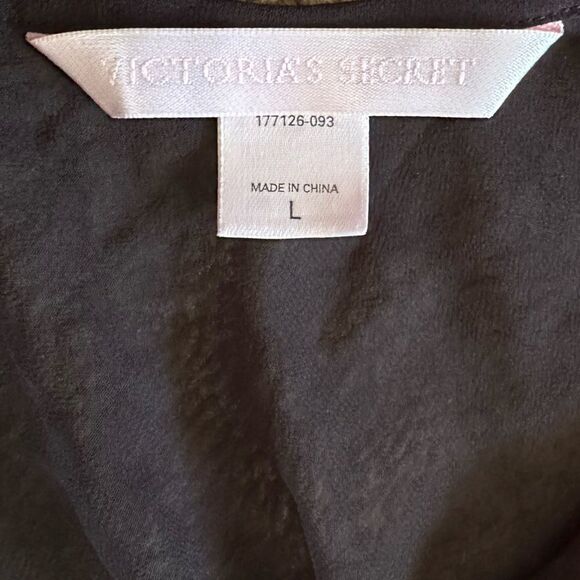 VICTORIA'S SECRET
177126-093
MADE IN CHINA
L